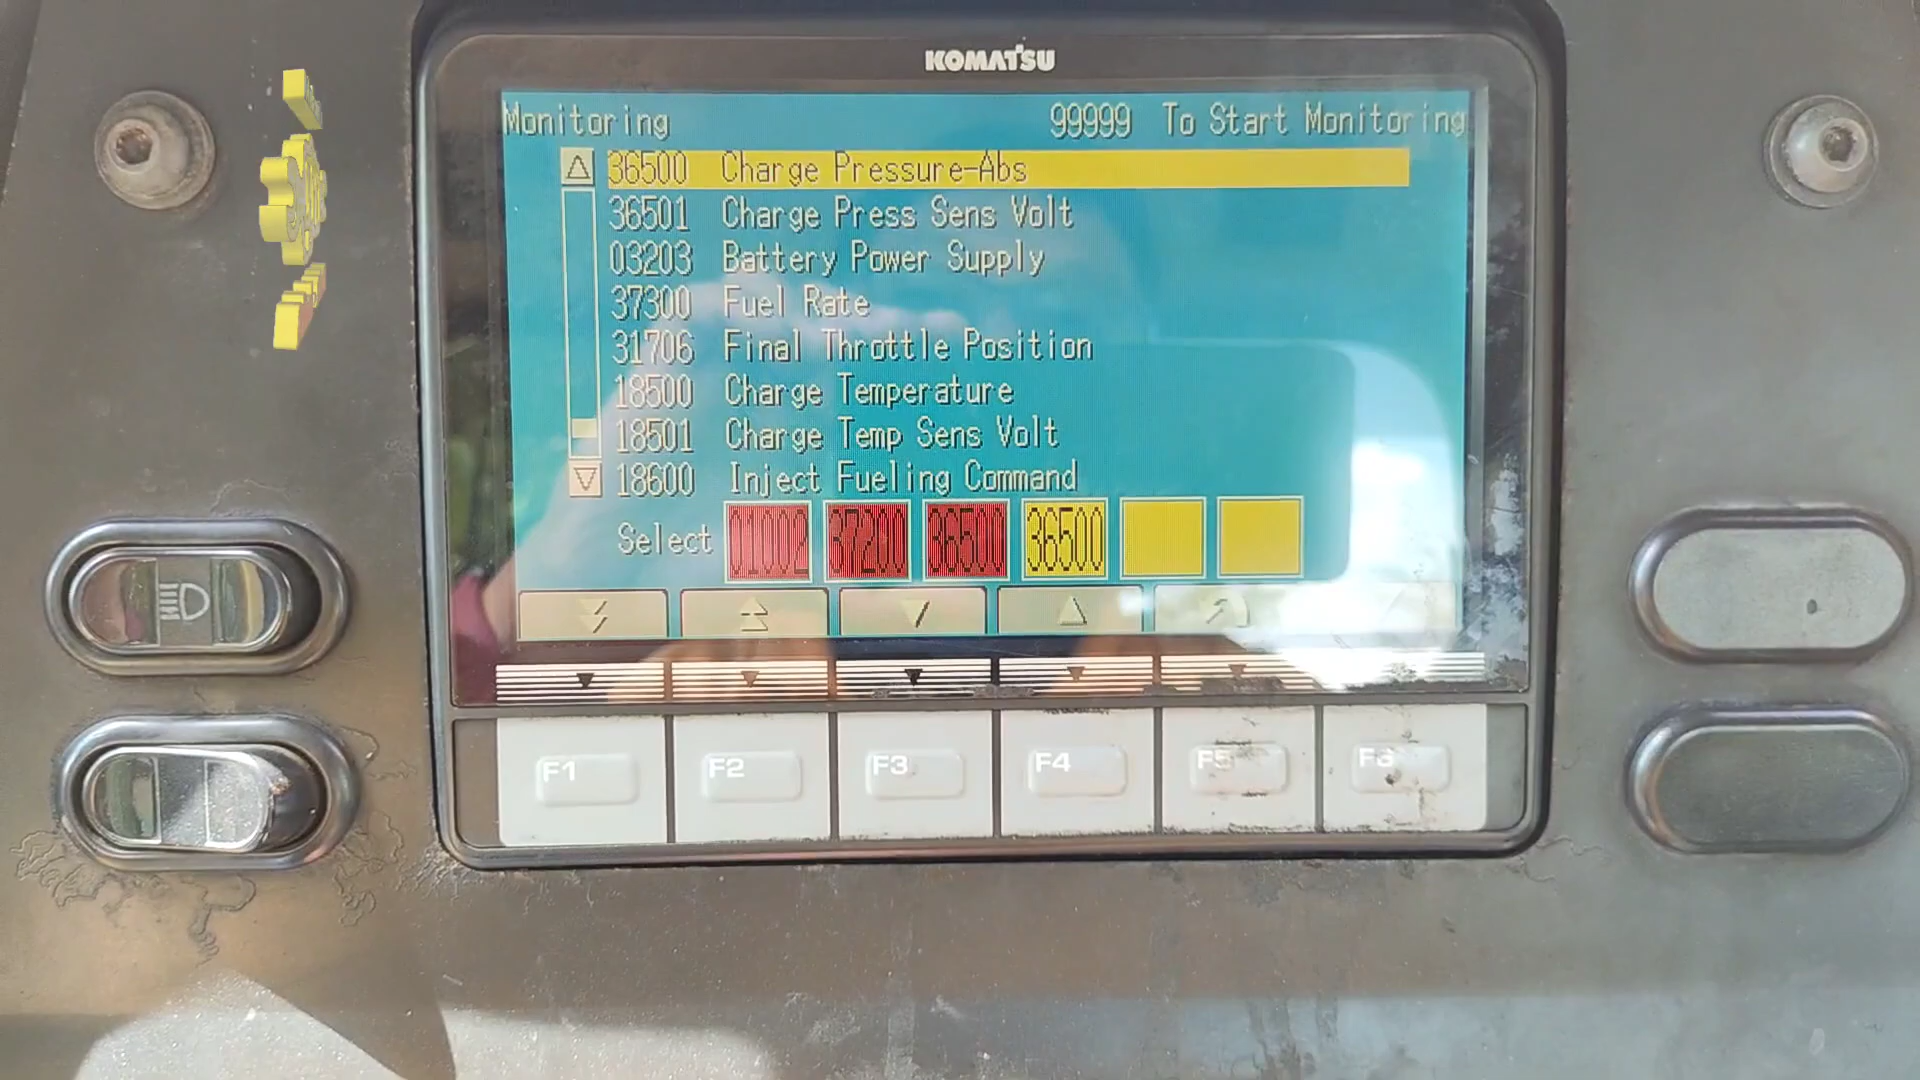 KOMATSU
Monitoring 99999 To Start Monitoring
36500 Charge Pressure-Abs
36501 Charge Press Sens Volt
03203 Battery Power Supply
37300 Fuel Rate
31706 Final Throttle Position
18500 Charge Temperature
18501 Charge Temp Sens Volt
18600 Inject Fueling Command
Select 01002 37200 36500 36500
F1 F2 F3 F4 F5 F6